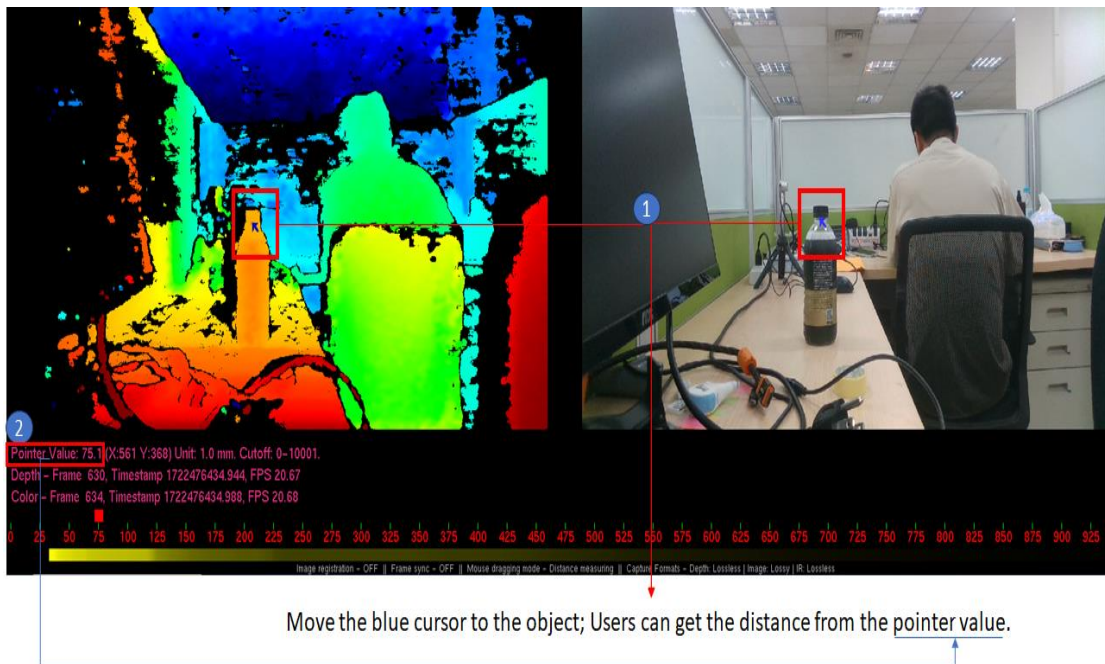 1
2
Pointer Value: 75.1 (X:561 Y:368) Unit: 1.0 mm. Cutoff: 0-10001.
Depth - Frame 630, Timestamp 1722476434.944, FPS 20.67
Color - Frame 634, Timestamp 1722476434.988, FPS 20.68
0 25 50 75 100 125 150 175 200 225 250 275 300 325 350 375 400 425 450 475 500 525 550 575 600 625 650 675 700 725 750 775 800 825 850 875 900 925
Image registration - OFF || Frame sync - OFF || Mouse dragging mode - Distance measuring || Capture Formats - Depth: Lossless | Image: Lossy | IR: Lossless
Move the blue cursor to the object; Users can get the distance from the pointer value.